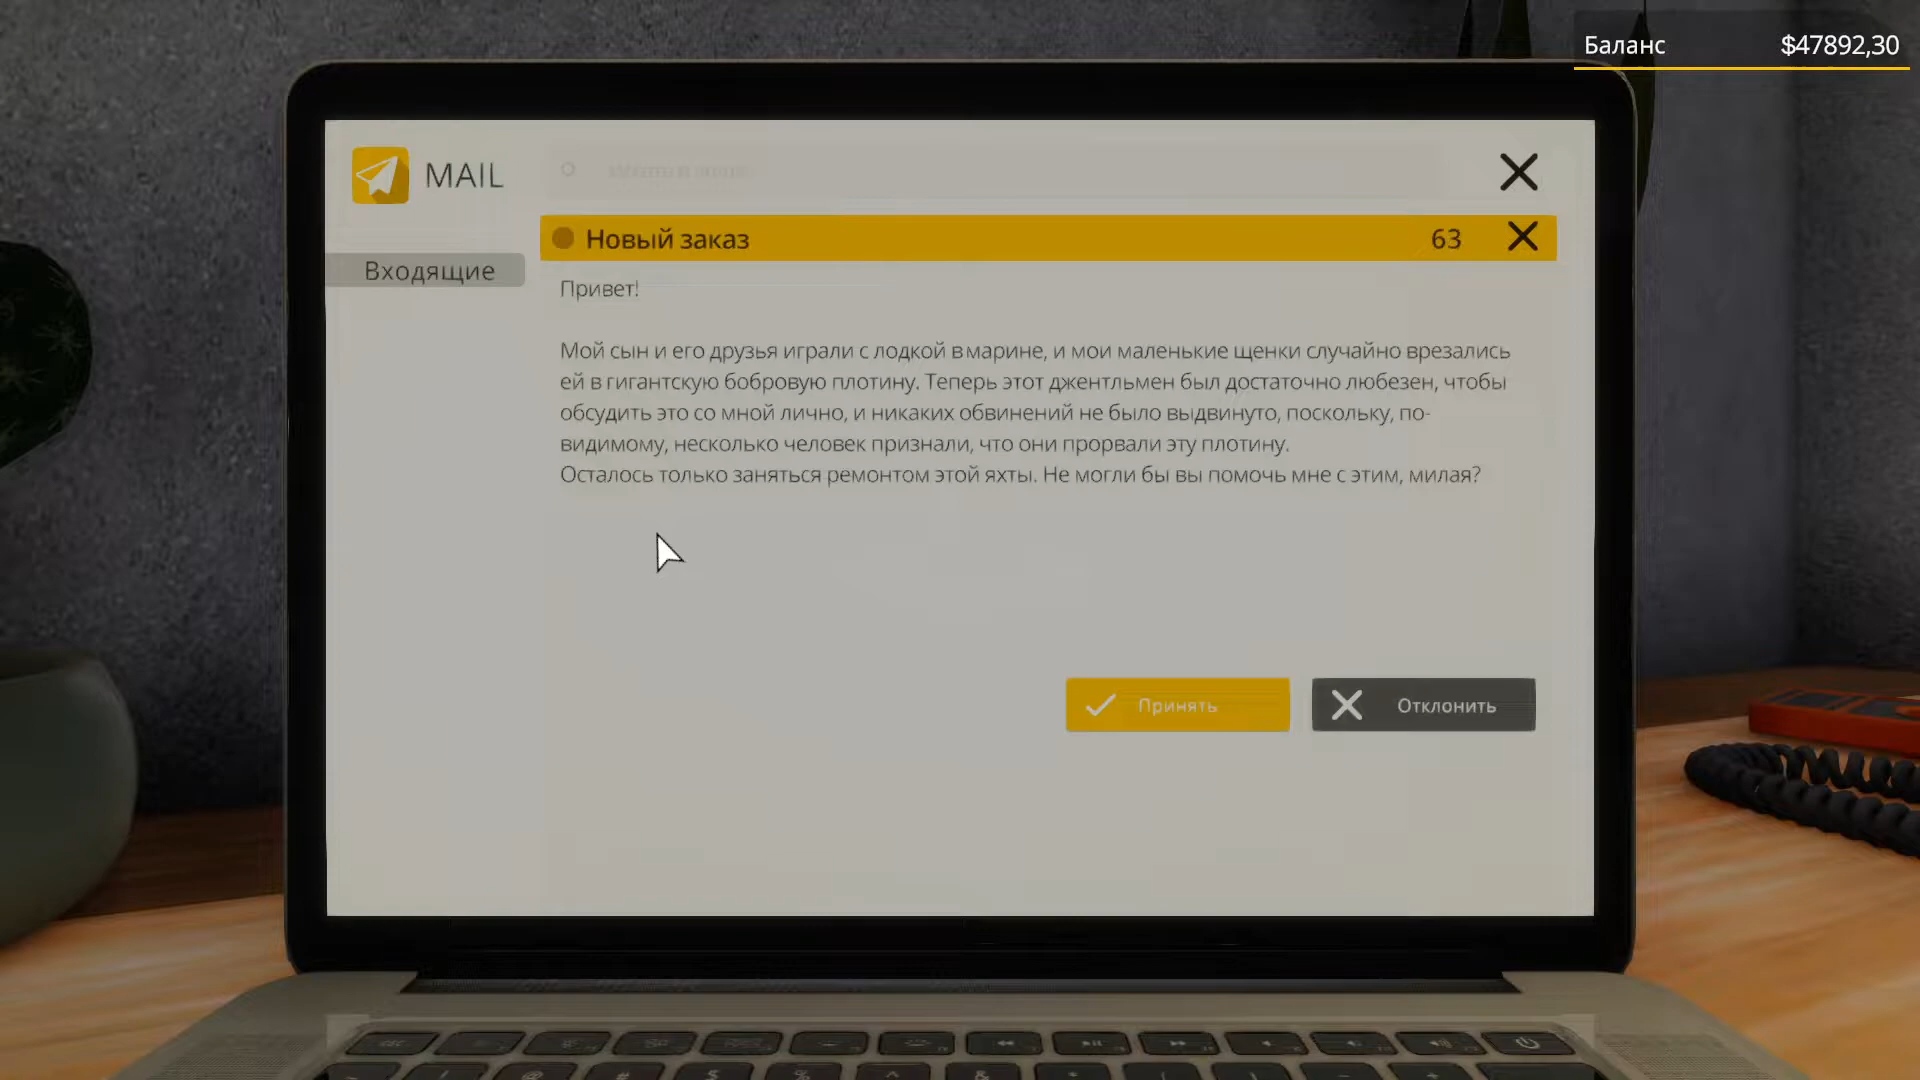 Баланс $47892,30
MAIL
Новый заказ 63
Входящие
Привет!
Мой сын и его друзья играли с лодкой в марине, и мои маленькие щенки случайно врезались
ей в гигантскую бобровую плотину. Теперь этот джентльмен был достаточно любезен, чтобы
обсудить это со мной лично, и никаких обвинений не было выдвинуто, поскольку, по-
видимому, несколько человек признали, что они прорвали эту плотину.
Осталось только заняться ремонтом этой яхты. Не могли бы вы помочь мне с этим, милая?
Принять
Отклонить